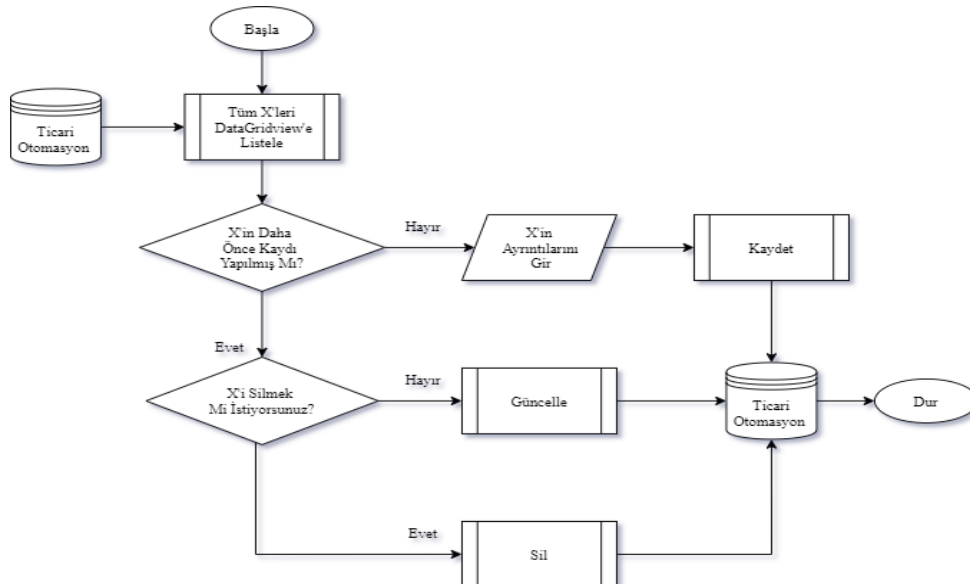 Başla
Tüm X'leri
DataGridview'e
Listele
Ticari
Otomasyon
X'in Daha
Önce Kaydı
Yapılmış Mı?
Hayır
X'in
Ayrıntılarını
Gir
Kaydet
Evet
X'i Silmek
Mi İstiyorsunuz?
Hayır
Güncelle
Ticari
Otomasyon
Dur
Evet
Sil